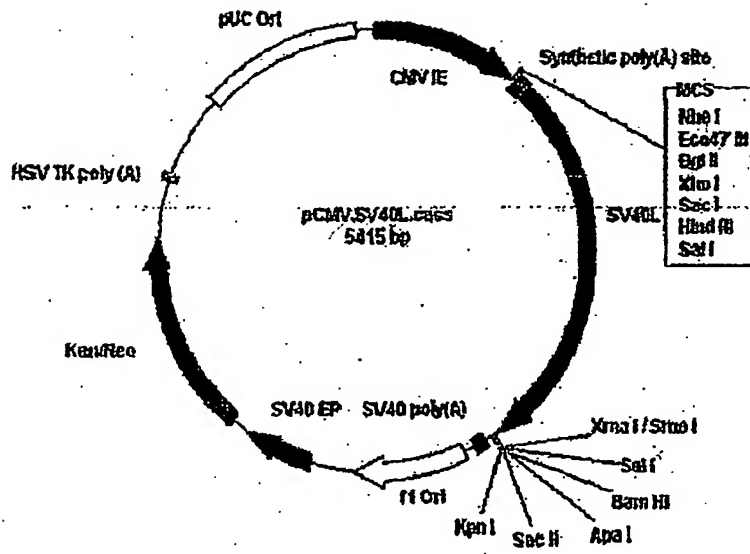 pUC Ori
CMV IE
Synthetic poly(A) site
MCS
Nhe I
Eco47 III
Bgl II
Sac I
Hind III
Sal I
HSV TK poly (A)
pCMV.SV40L.cass
5415 bp
SV40L
Kan/Neo
SV40 EP
SV40 poly(A)
f1 Ori
Xma I / Sma I
Sal I
Bam HI
Apa I
Sac II
Kpn I